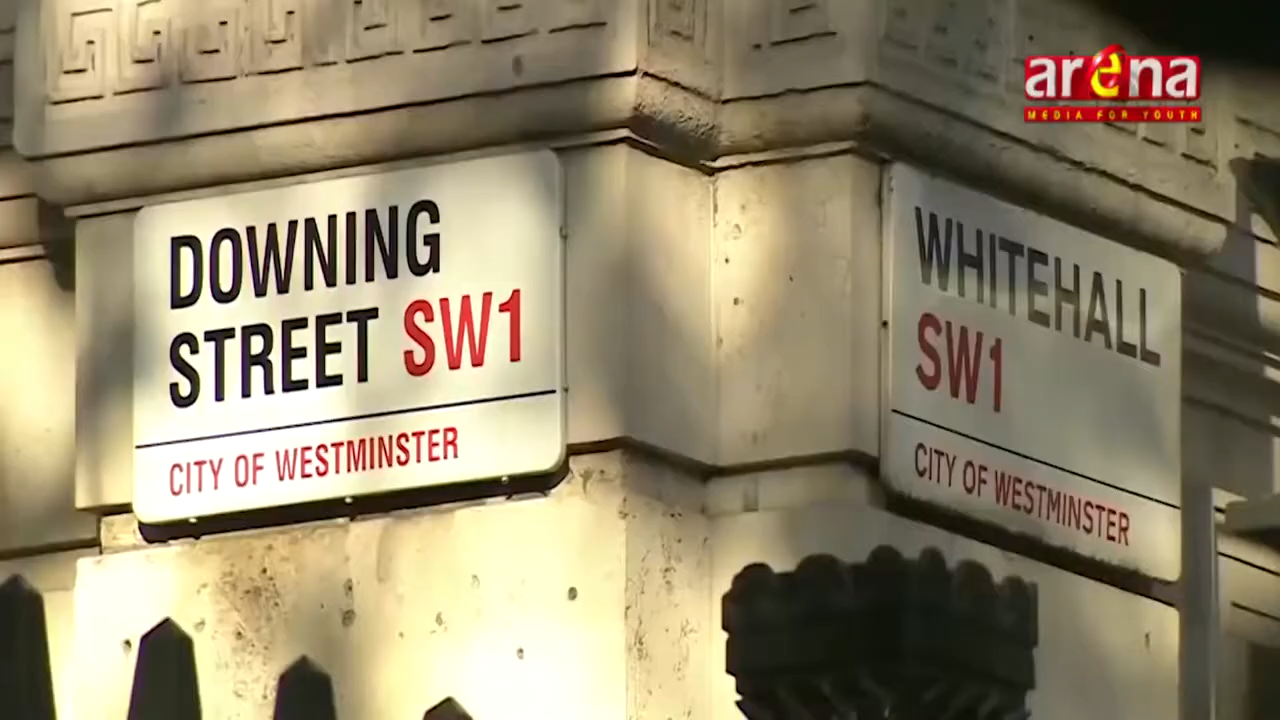 DOWNING
STREET SW1
CITY OF WESTMINSTER
WHITEHALL
SW1
CITY OF WESTMINSTER
arena
MEDIA FOR YOUTH